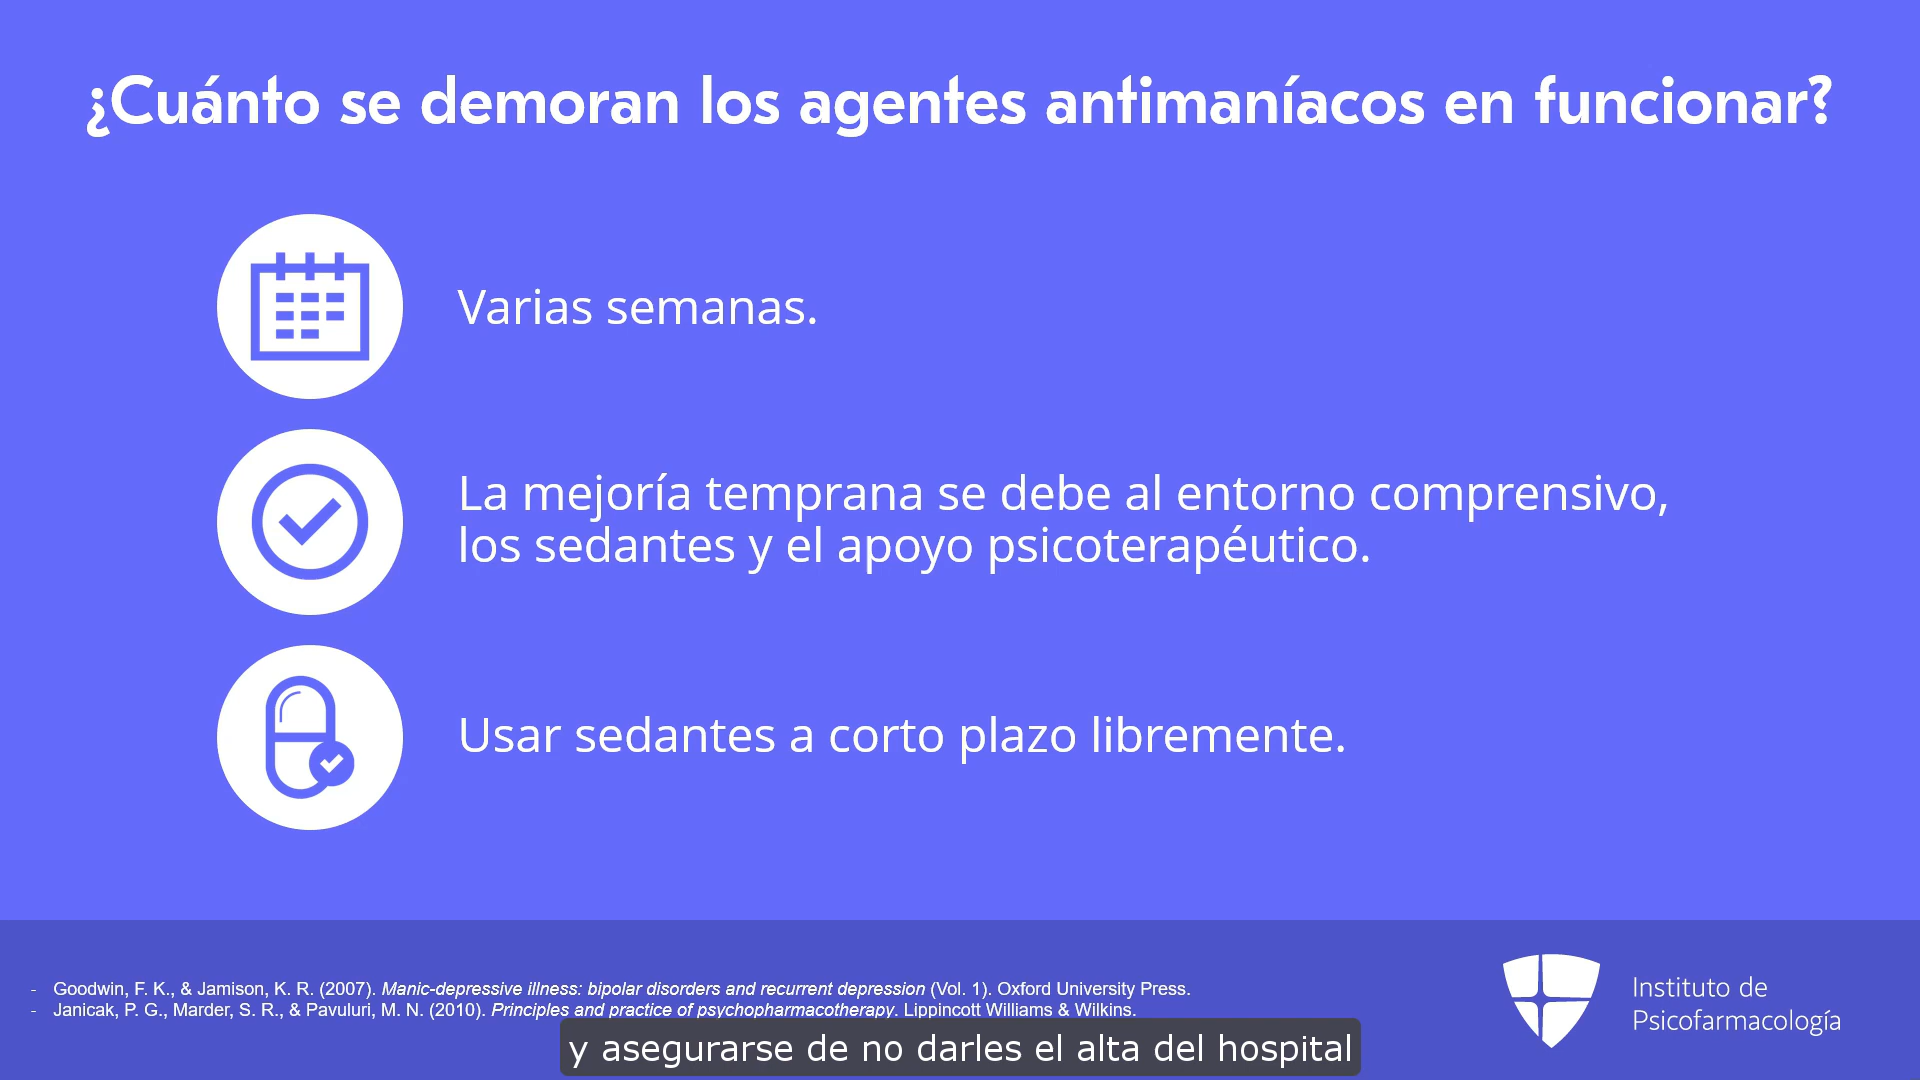 ¿Cuánto se demoran los agentes antimaníacos en funcionar?
Varias semanas.
La mejoría temprana se debe al entorno comprensivo,
los sedantes y el apoyo psicoterapéutico.
Usar sedantes a corto plazo libremente.
- Goodwin, F. K., & Jamison, K. R. (2007). Manic-depressive illness: bipolar disorders and recurrent depression (Vol. 1). Oxford University Press.
- Janicak, P. G., Marder, S. R., & Pavuluri, M. N. (2010). Principles and practice of psychopharmacotherapy. Lippincott Williams & Wilkins.
Instituto de
Psicofarmacología
y asegurarse de no darles el alta del hospital